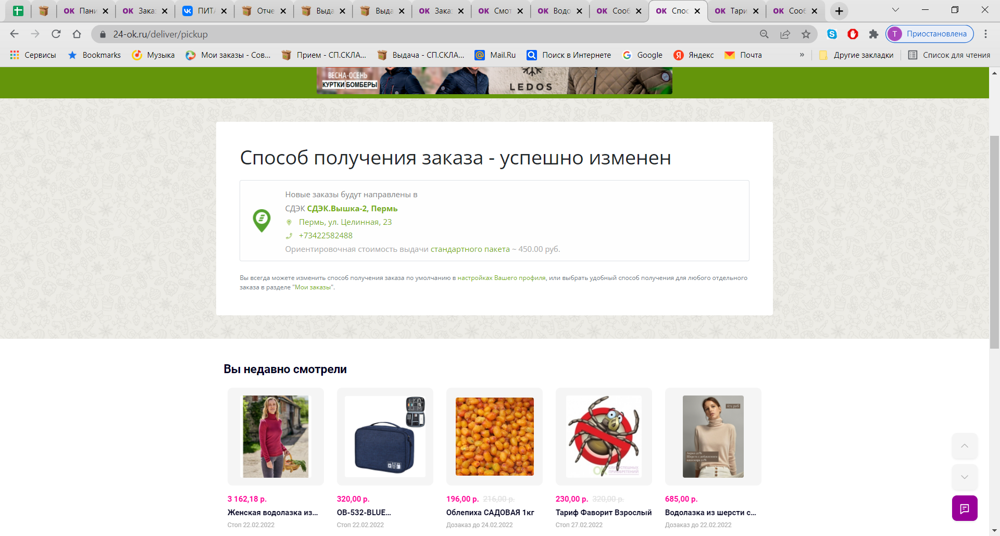 OK Пани
OK Зака
ПИТ
Отче
Выда
Выда
OK Зака
OK Смот
OK Водо
OK Сооб
OK Спос
OK Тари
OK Сооб
24-ok.ru/deliver/pickup
T Приостановлена
Сервисы
Bookmarks
Музыка
Мои заказы - Сов...
Прием - СП.СКЛА...
Выдача - СП.СКЛА...
Mail.Ru
Поиск в Интернете
Google
Яндекс
Почта
»
Другие закладки
Список для чтения
ВЕСНА-ОСЕНЬ
КУРТКИ БОМБЕРЫ
LEDOS
Способ получения заказа - успешно изменен
Новые заказы будут направлены в
СДЭК СДЭК.Вышка-2, Пермь
Пермь, ул. Целинная, 23
+73422582488
Ориентировочная стоимость выдачи стандартного пакета ~ 450.00 руб.
Вы всегда можете изменить способ получения заказа по умолчанию в настройках Вашего профиля, или выбрать удобный способ получения для любого отдельного
заказа в разделе "Мои заказы".
Вы недавно смотрели
675 руб
Акрил 50%
Шерсть с добавлением
кашемира 50%
3 162,18 р.
320,00 р.
196,00 р. 216,00 р.
230,00 р. 320,00 р.
685,00 р.
Женская водолазка из...
OB-532-BLUE...
Облепиха САДОВАЯ 1кг
Тариф Фаворит Взрослый
Водолазка из шерсти с...
Стоп 22.02.2022
Стоп 22.02.2022
Дозаказ до 24.02.2022
Стоп 27.02.2022
Дозаказ до 22.02.2022